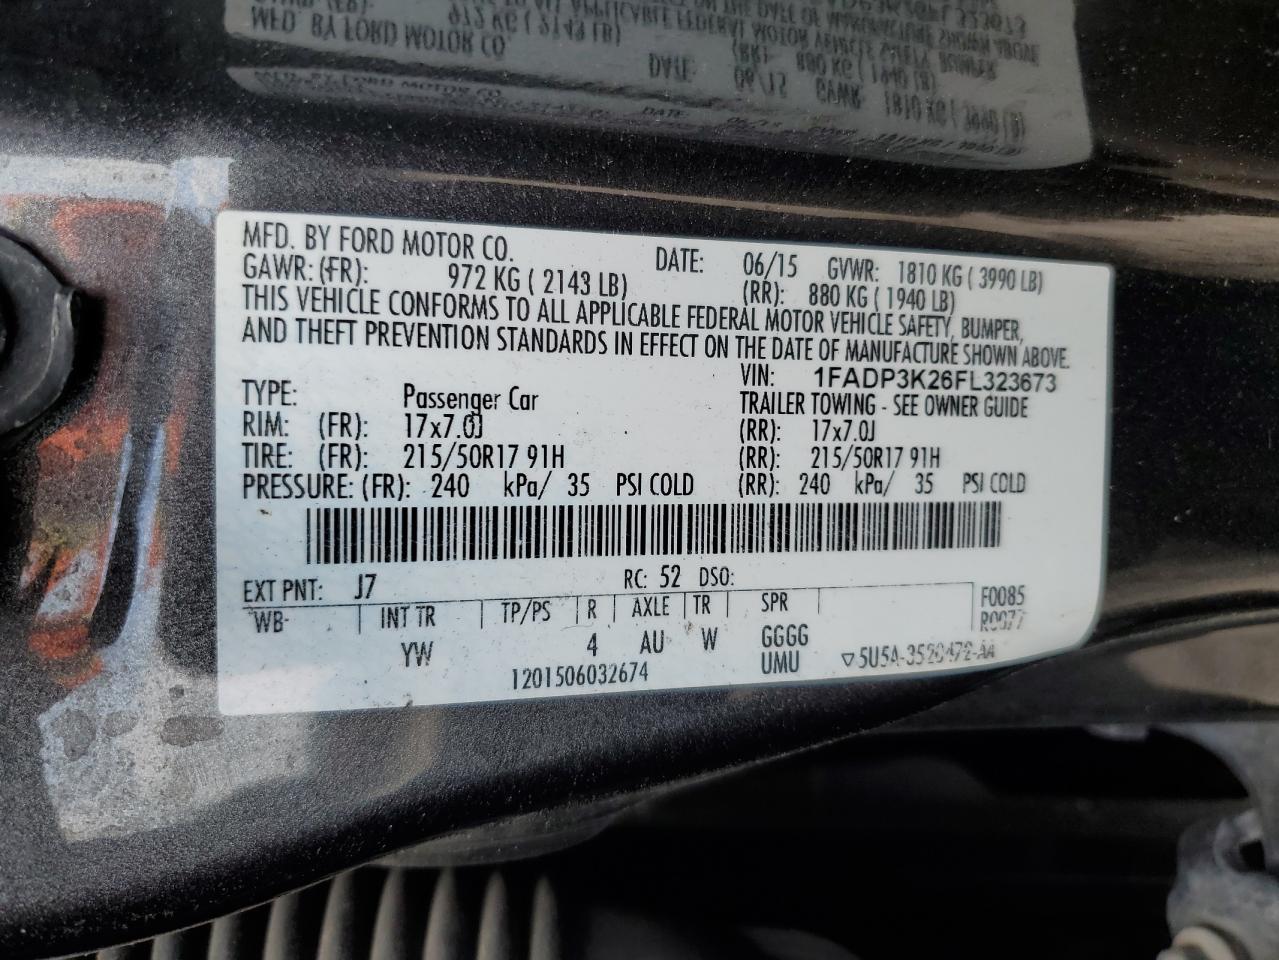 MFD. BY FORD MOTOR CO. DATE: 06/15 GVWR: 1810 KG ( 3990 LB)
GAWR:(FR): 972 KG ( 2143 LB) (RR): 880 KG ( 1940 LB)
THIS VEHICLE CONFORMS TO ALL APPLICABLE FEDERAL MOTOR VEHICLE SAFETY, BUMPER,
AND THEFT PREVENTION STANDARDS IN EFFECT ON THE DATE OF MANUFACTURE SHOWN ABOVE.
VIN: 1FADP3K26FL323673
TYPE: Passenger Car TRAILER TOWING - SEE OWNER GUIDE
RIM: (FR): 17x7.0J (RR): 17x7.0J
TIRE: (FR): 215/50R17 91H (RR): 215/50R17 91H
PRESSURE: (FR): 240 kPa/ 35 PSI COLD (RR): 240 kPa/ 35 PSI COLD
EXT PNT: J7 RC: 52 DSO:
WB- INT TR TP/PS R AXLE TR SPR F0085
R0077
YW 4 AU W GGGG
UMU
1201506032674